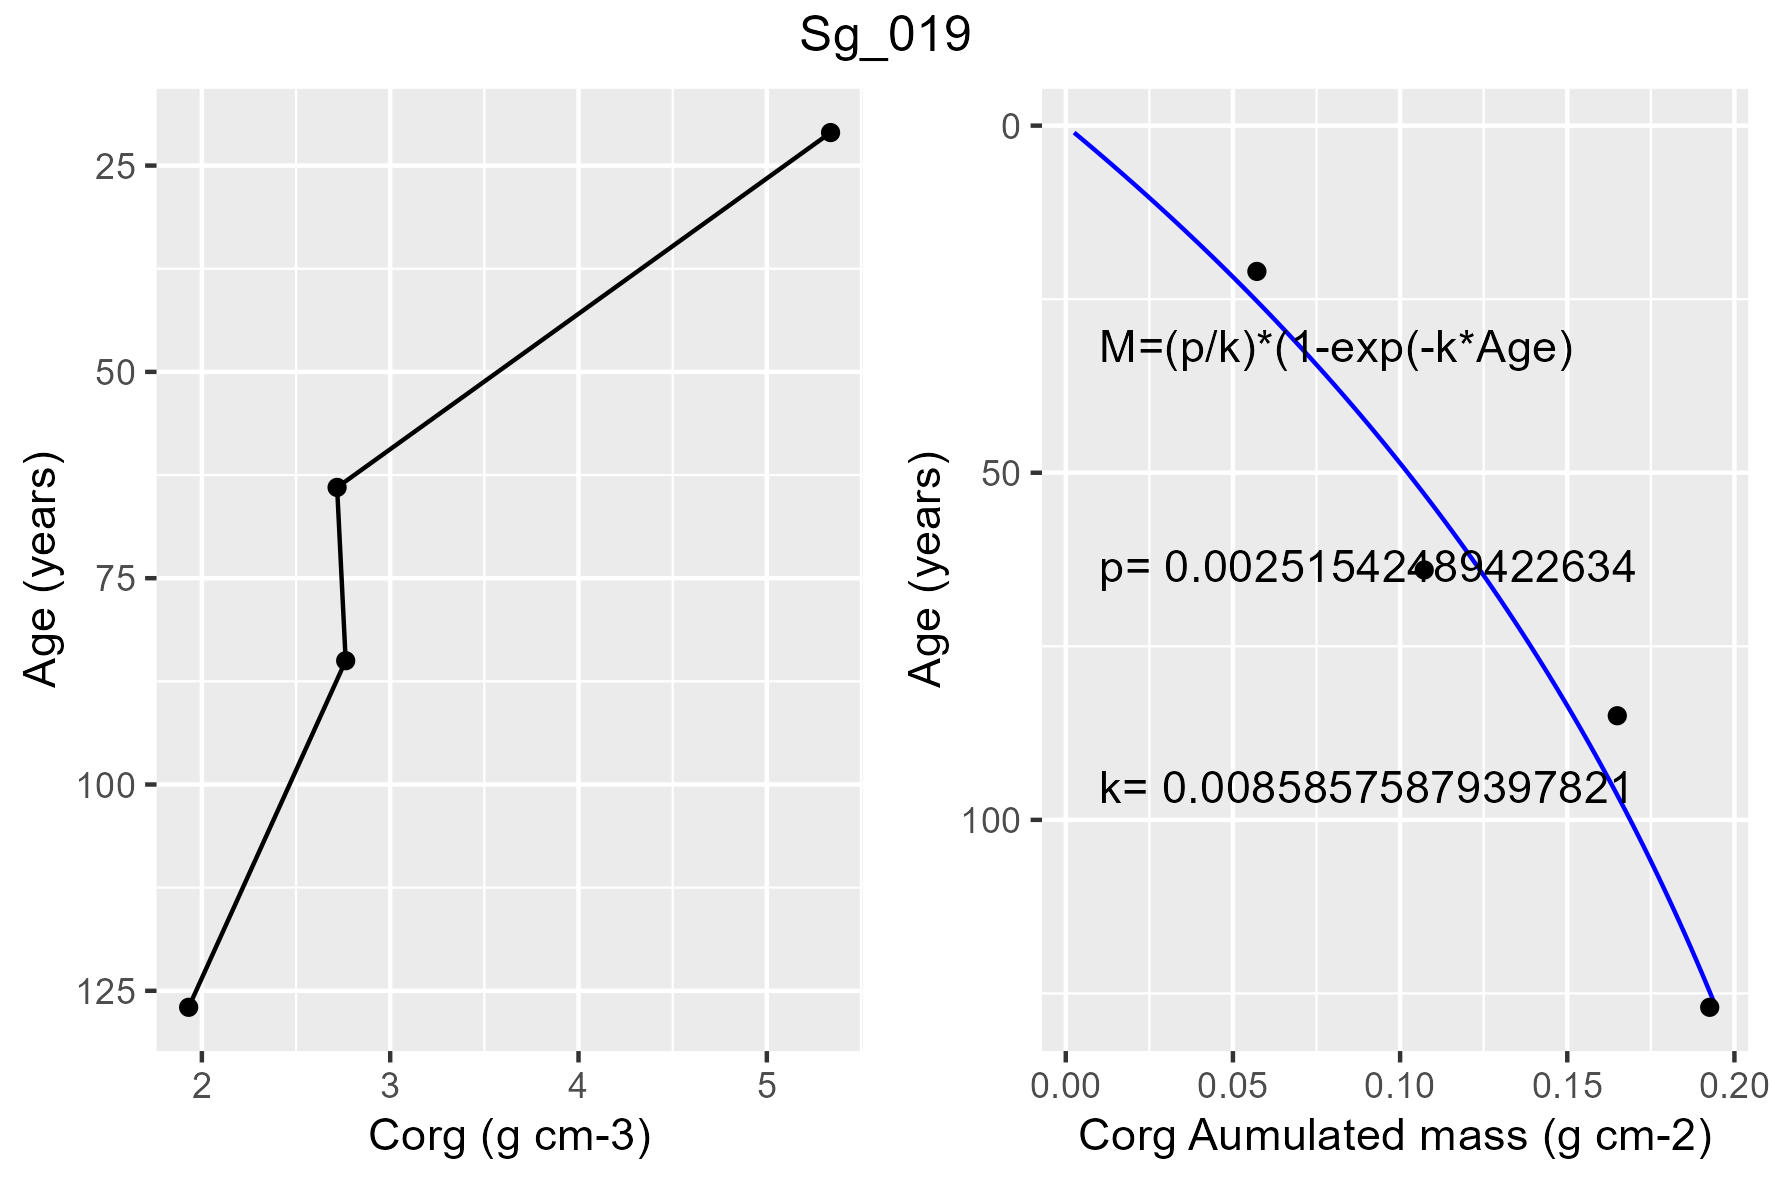 Sg_019
25
50
75
100
125
2
3
4
5
Age (years)
Corg (g cm-3)
0
50
100
0.00
0.05
0.10
0.15
0.20
Age (years)
Corg Aumulated mass (g cm-2)
M=(p/k)*(1-exp(-k*Age)
p= 0.00251542489422634
k= 0.00858575879397821